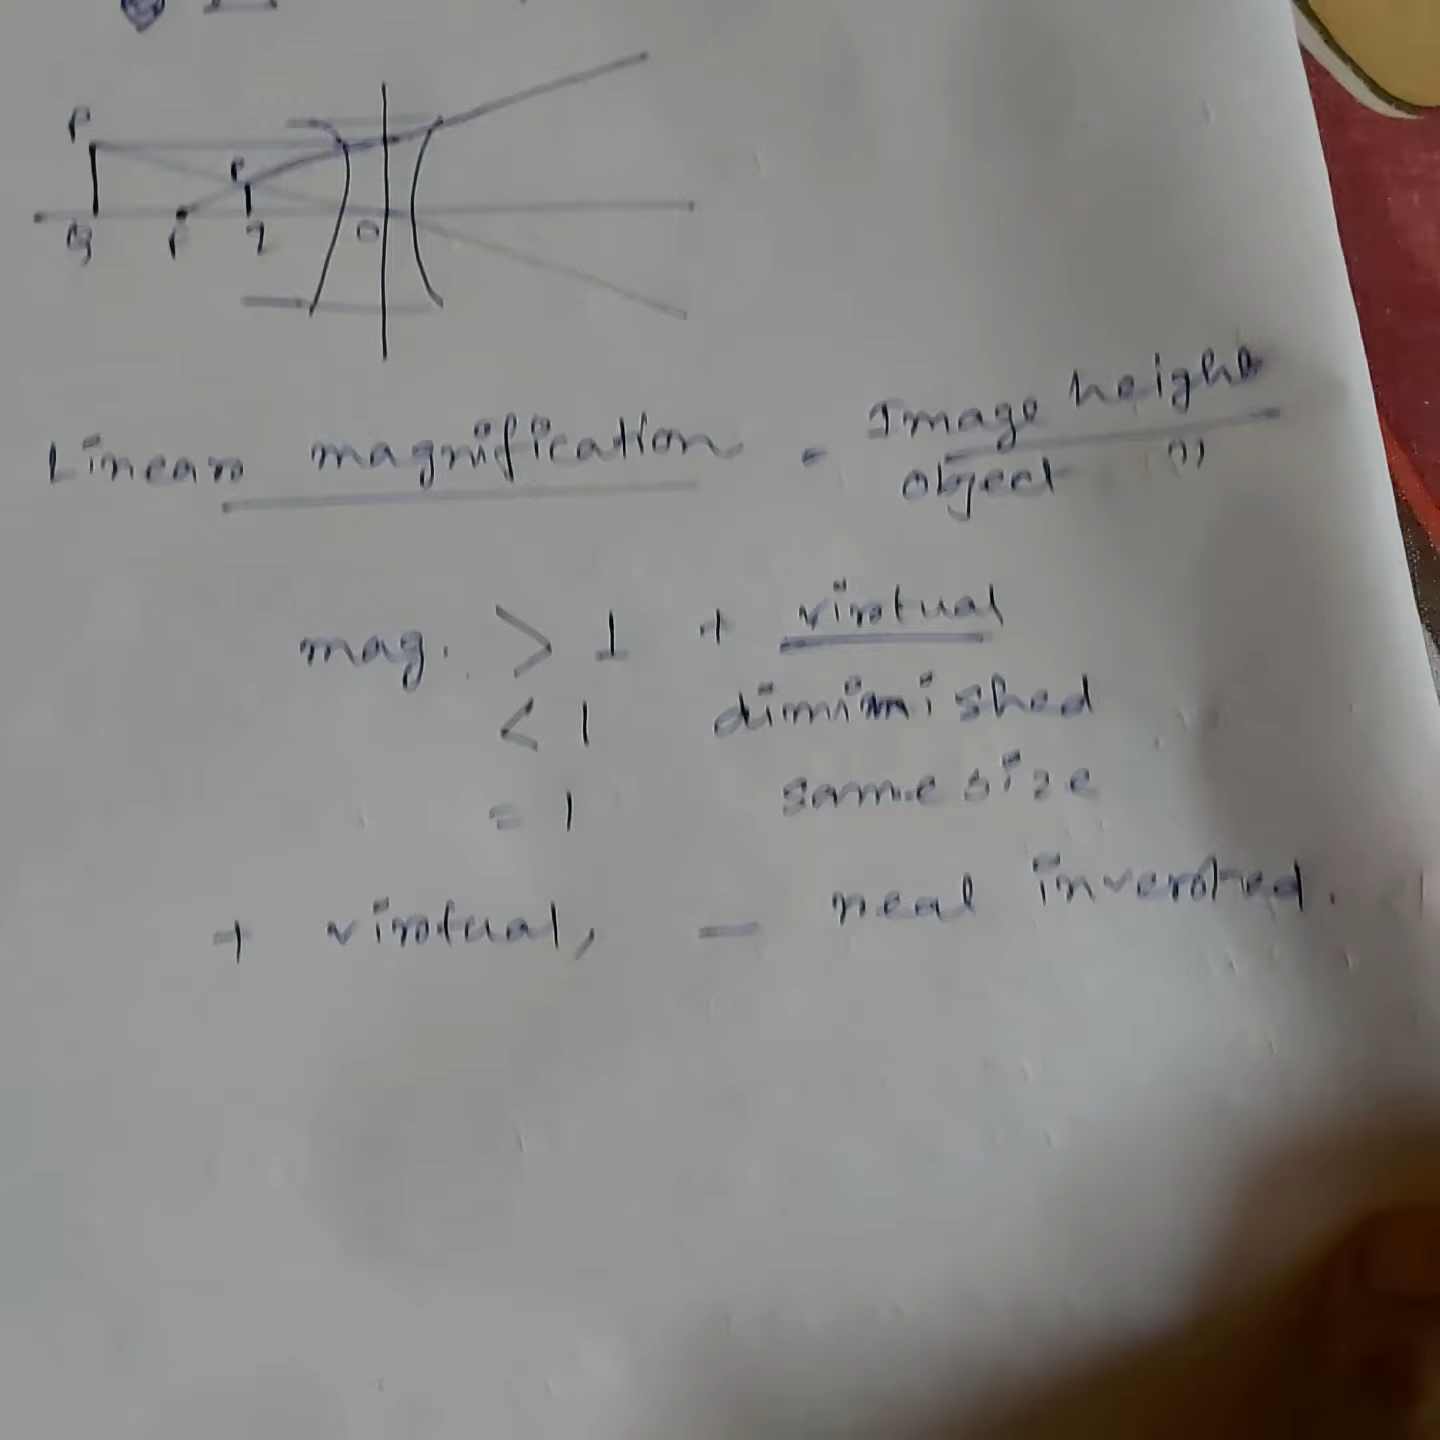 P
P
Q F q O
Linear magnification = Image height
object "
mag. > 1 + virtual
< 1 diminished
= 1 same size
+ virtual, - real inverted.